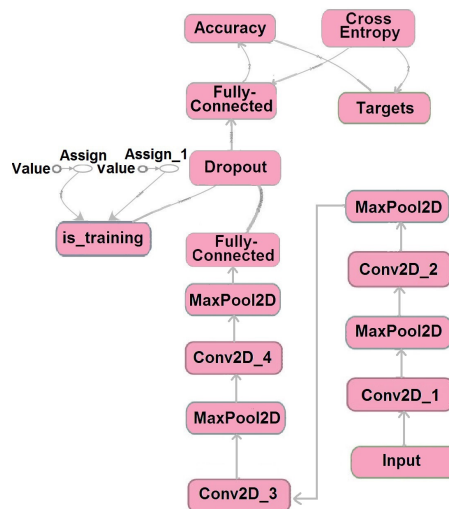 Accuracy
Cross
Entropy
Fully-
Connected
Targets
Value
Assign
value
Assign_1
Dropout
is_training
Fully-
Connected
MaxPool2D
Conv2D_4
MaxPool2D
Conv2D_3
MaxPool2D
Conv2D_2
MaxPool2D
Conv2D_1
Input